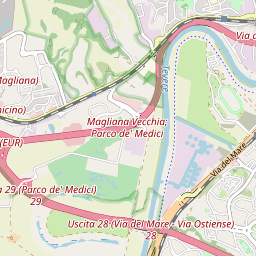 Via d
Magliana)
Tevere
nicino)
Magliana Vecchia;
Parco de' Medici
(EUR)
Via del Mare
a 29 (Parco de' Medici)
29
Uscita 28 (Via del Mare - Via Ostiense)
28